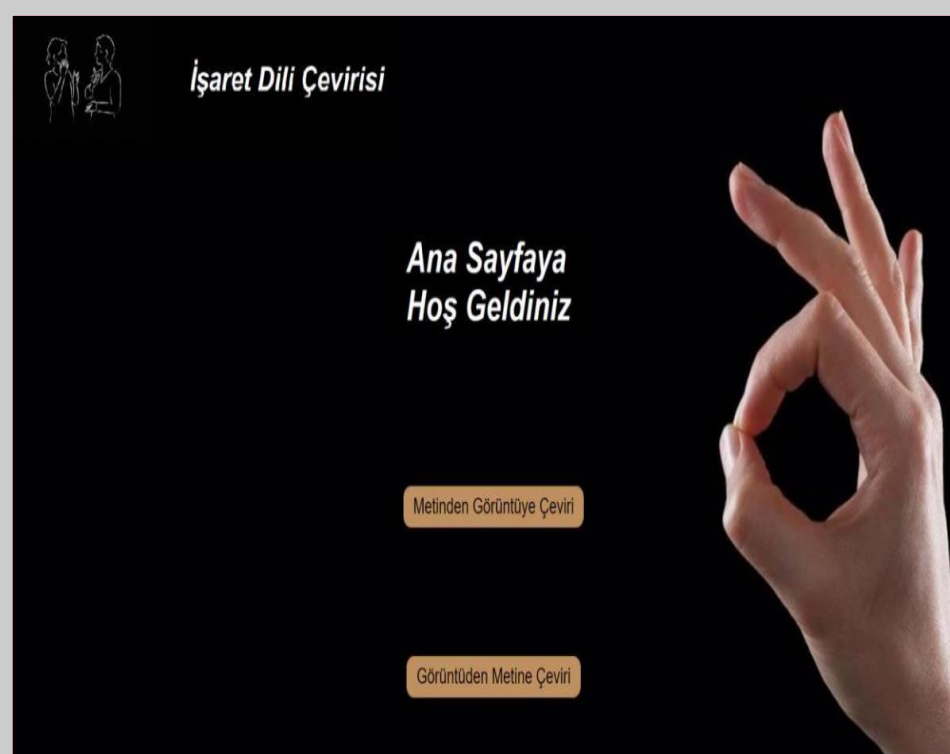 İşaret Dili Çevirisi
Ana Sayfaya
Hoş Geldiniz
Metinden Görüntüye Çeviri
Görüntüden Metine Çeviri